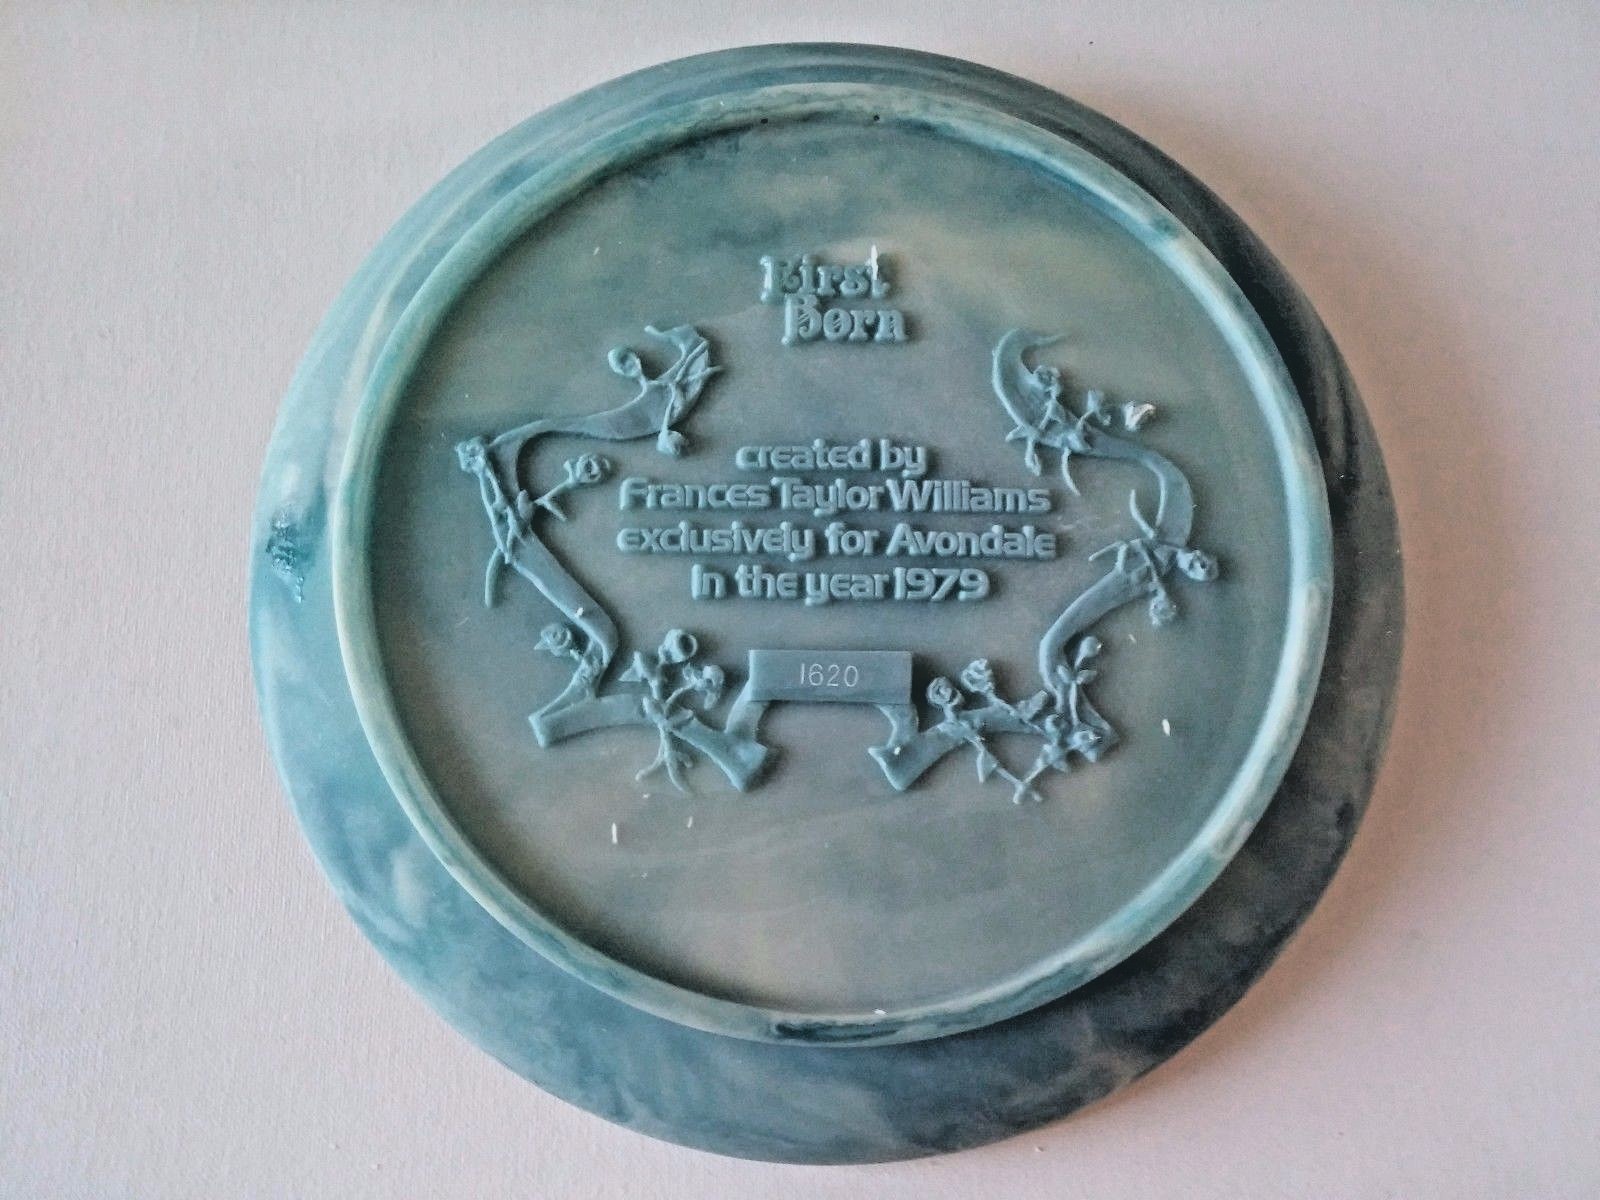 First
Born
created by
Frances Taylor Williams
exclusively for Avondale
in the year 1979
1620